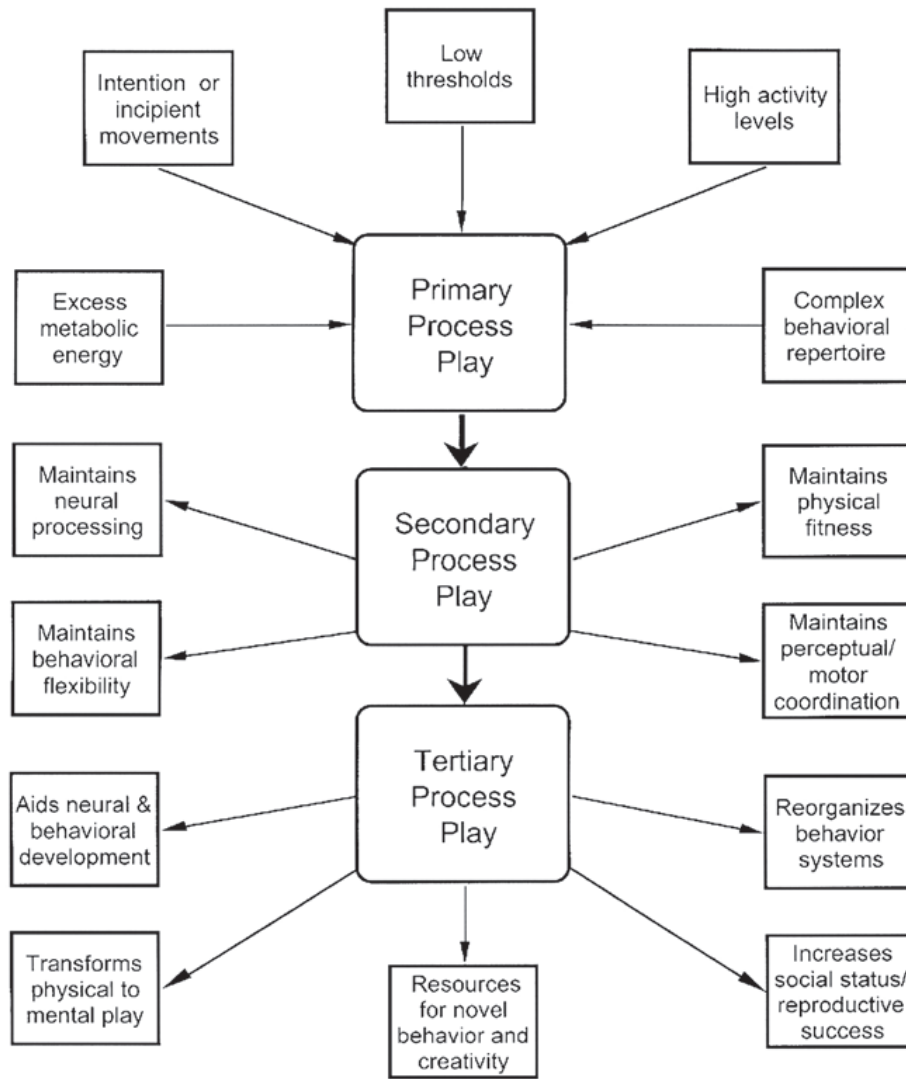 Intention or
incipient
movements
Low
thresholds
High activity
levels
Excess
metabolic
energy
Primary
Process
Play
Complex
behavioral
repertoire
Maintains
neural
processing
Secondary
Process
Play
Maintains
physical
fitness
Maintains
behavioral
flexibility
Maintains
perceptual/
motor
coordination
Aids neural &
behavioral
development
Tertiary
Process
Play
Reorganizes
behavior
systems
Transforms
physical to
mental play
Resources
for novel
behavior and
creativity
Increases
social status/
reproductive
success